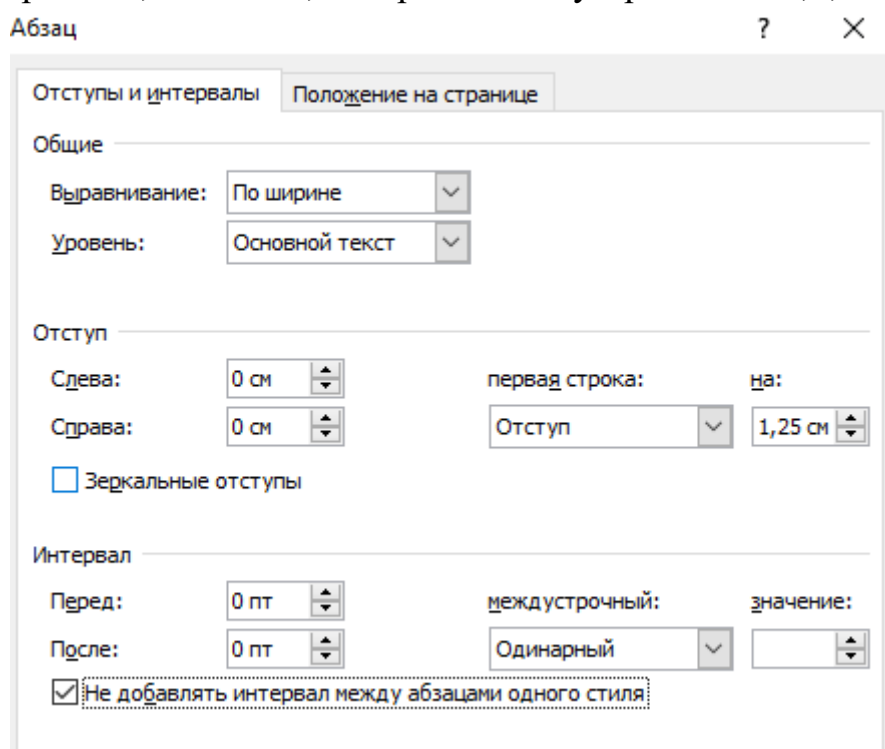 Абзац ? ×
Отступы и интервалы Положение на странице
Общие
Выравнивание: По ширине
Уровень: Основной текст
Отступ
Слева: 0 см первая строка: на:
Справа: 0 см Отступ 1,25 см
Зеркальные отступы
Интервал
Перед: 0 пт междустрочный: значение:
После: 0 пт Одинарный
Не добавлять интервал между абзацами одного стиля